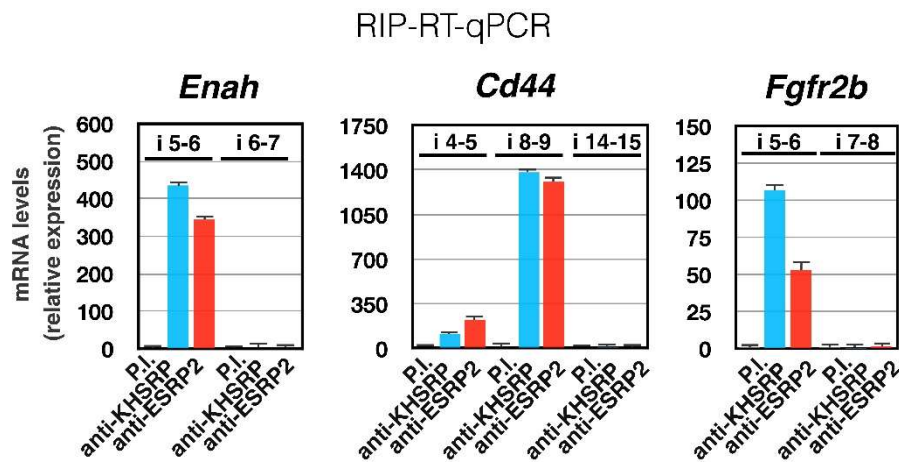 RIP-RT-qPCR
Enah
Cd44
Fgfr2b
mRNA levels
(relative expression)
600
500
400
300
200
100
0
i 5-6
i 6-7
P.I.
anti-KHSRP
anti-ESRP2
P.I.
anti-KHSRP
anti-ESRP2
1750
1400
1050
700
350
0
i 4-5
i 8-9
i 14-15
P.I.
anti-KHSRP
anti-ESRP2
P.I.
anti-KHSRP
anti-ESRP2
P.I.
anti-KHSRP
anti-ESRP2
150
125
100
75
50
25
0
i 5-6
i 7-8
P.I.
anti-KHSRP
anti-ESRP2
P.I.
anti-KHSRP
anti-ESRP2